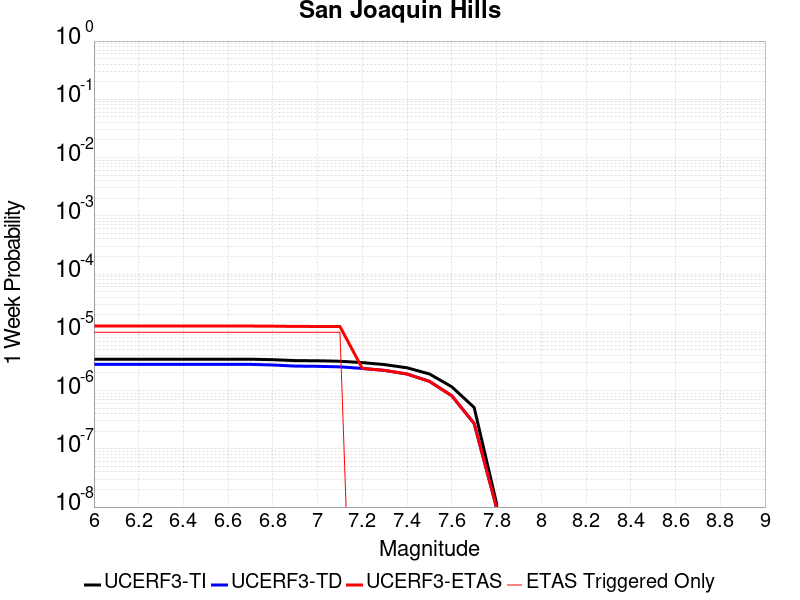 San Joaquin Hills
10^0
10^-1
10^-2
10^-3
10^-4
10^-5
10^-6
10^-7
10^-8
1 Week Probability
6 6.2 6.4 6.6 6.8 7 7.2 7.4 7.6 7.8 8 8.2 8.4 8.6 8.8 9
Magnitude
UCERF3-TI UCERF3-TD UCERF3-ETAS ETAS Triggered Only